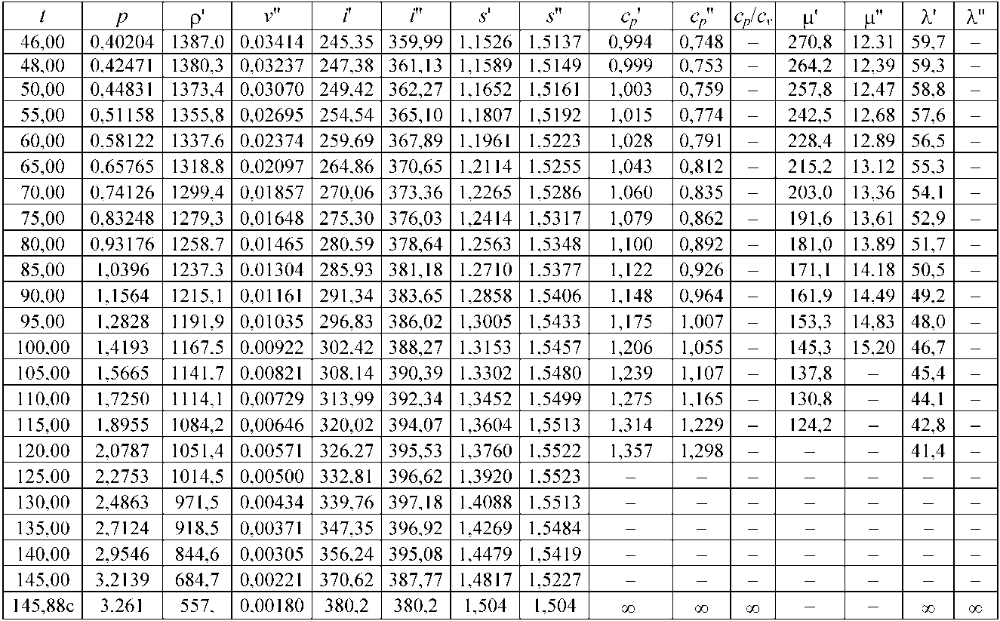 t p ρ' v" i' i" s' s" cp' cp" cp/cv μ' μ" λ' λ"
46,00 0,40204 1387,0 0,03414 245,35 359,99 1,1526 1,5137 0,994 0,748 – 270,8 12.31 59,7 –
48,00 0,42471 1380,3 0,03237 247,38 361,13 1,1589 1,5149 0,999 0,753 – 264,2 12,39 59,3 –
50,00 0,44831 1373,4 0,03070 249,42 362,27 1,1652 1,5161 1,003 0,759 – 257,8 12,47 58,8 –
55,00 0,51158 1355,8 0,02695 254,54 365,10 1,1807 1,5192 1,015 0,774 – 242,5 12,68 57,6 –
60,00 0,58122 1337,6 0,02374 259,69 367,89 1,1961 1,5223 1,028 0,791 – 228,4 12,89 56,5 –
65,00 0,65765 1318,8 0,02097 264,86 370,65 1,2114 1,5255 1,043 0,812 – 215,2 13,12 55,3 –
70,00 0,74126 1299,4 0,01857 270,06 373,36 1,2265 1,5286 1,060 0,835 – 203,0 13,36 54,1 –
75,00 0,83248 1279,3 0,01648 275,30 376,03 1,2414 1,5317 1,079 0,862 – 191,6 13,61 52,9 –
80,00 0,93176 1258,7 0,01465 280,59 378,64 1,2563 1,5348 1,100 0,892 – 181,0 13.89 51,7 –
85,00 1,0396 1237,3 0,01304 285,93 381,18 1,2710 1,5377 1,122 0,926 – 171,1 14.18 50,5 –
90,00 1,1564 1215,1 0,01161 291,34 383,65 1,2858 1,5406 1,148 0,964 – 161,9 14,49 49,2 –
95,00 1,2828 1191,9 0,01035 296,83 386,02 1,3005 1,5433 1,175 1,007 – 153,3 14,83 48,0 –
100,00 1,4193 1167,5 0,00922 302,42 388,27 1,3153 1,5457 1,206 1,055 – 145,3 15,20 46,7 –
105,00 1,5665 1141,7 0,00821 308,14 390,39 1,3302 1,5480 1,239 1,107 – 137,8 – 45,4 –
110,00 1,7250 1114,1 0,00729 313,99 392,34 1,3452 1,5499 1,275 1,165 – 130,8 – 44,1 –
115,00 1,8955 1084,2 0,00646 320,02 394,07 1,3604 1,5513 1,314 1,229 – 124,2 – 42,8 –
120,00 2,0787 1051,4 0,00571 326,27 395,53 1,3760 1,5522 1,357 1,298 – – – 41,4 –
125,00 2,2753 1014,5 0,00500 332,81 396,62 1,3920 1,5523 – – – – – – –
130,00 2,4863 971,5 0,00434 339,76 397,18 1,4088 1,5513 – – – – – – –
135,00 2,7124 918,5 0,00371 347,35 396,92 1,4269 1,5484 – – – – – – –
140,00 2,9546 844,6 0,00305 356,24 395,08 1,4479 1,5419 – – – – – – –
145,00 3,2139 684,7 0,00221 370,62 387,77 1,4817 1,5227 – – – – – – –
145,88c 3.261 557, 0,00180 380,2 380,2 1,504 1,504 ∞ ∞ ∞ – – ∞ ∞